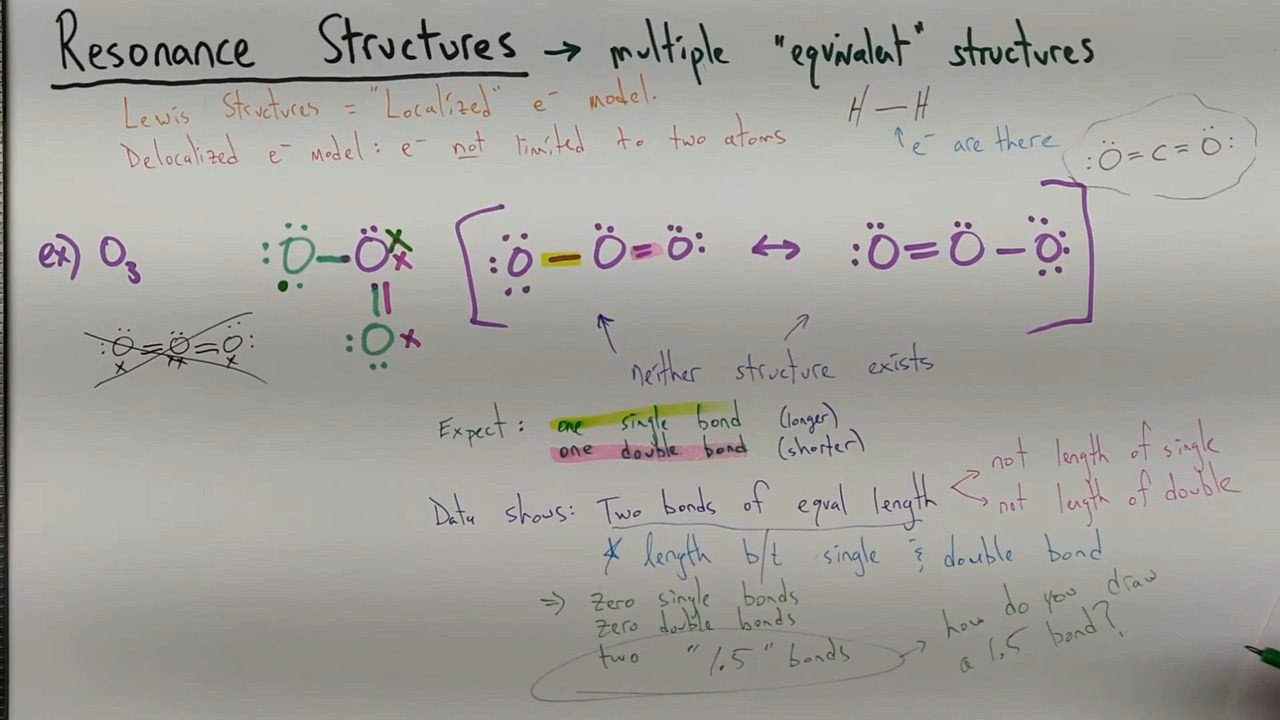 Resonance Structures → multiple "equivalent" structures
Lewis Structures = "Localized" e⁻ model.
H — H
Delocalized e⁻ model: e⁻ not limited to two atoms
↑ e⁻ are there
:Ö=C=Ö:
ex) O₃
:Ö—Ö
||
:O
[:Ö—Ö=Ö: ↔ :Ö=Ö—Ö:]
:Ö=Ö=Ö:
neither structure exists
Expect: one single bond (longer)
one double bond (shorter)
Data shows: Two bonds of equal length
not length of single
not length of double
* length b/t single & double bond
⇒ zero single bonds
zero double bonds
two "1.5" bonds
→ how do you draw
a 1.5 bond?